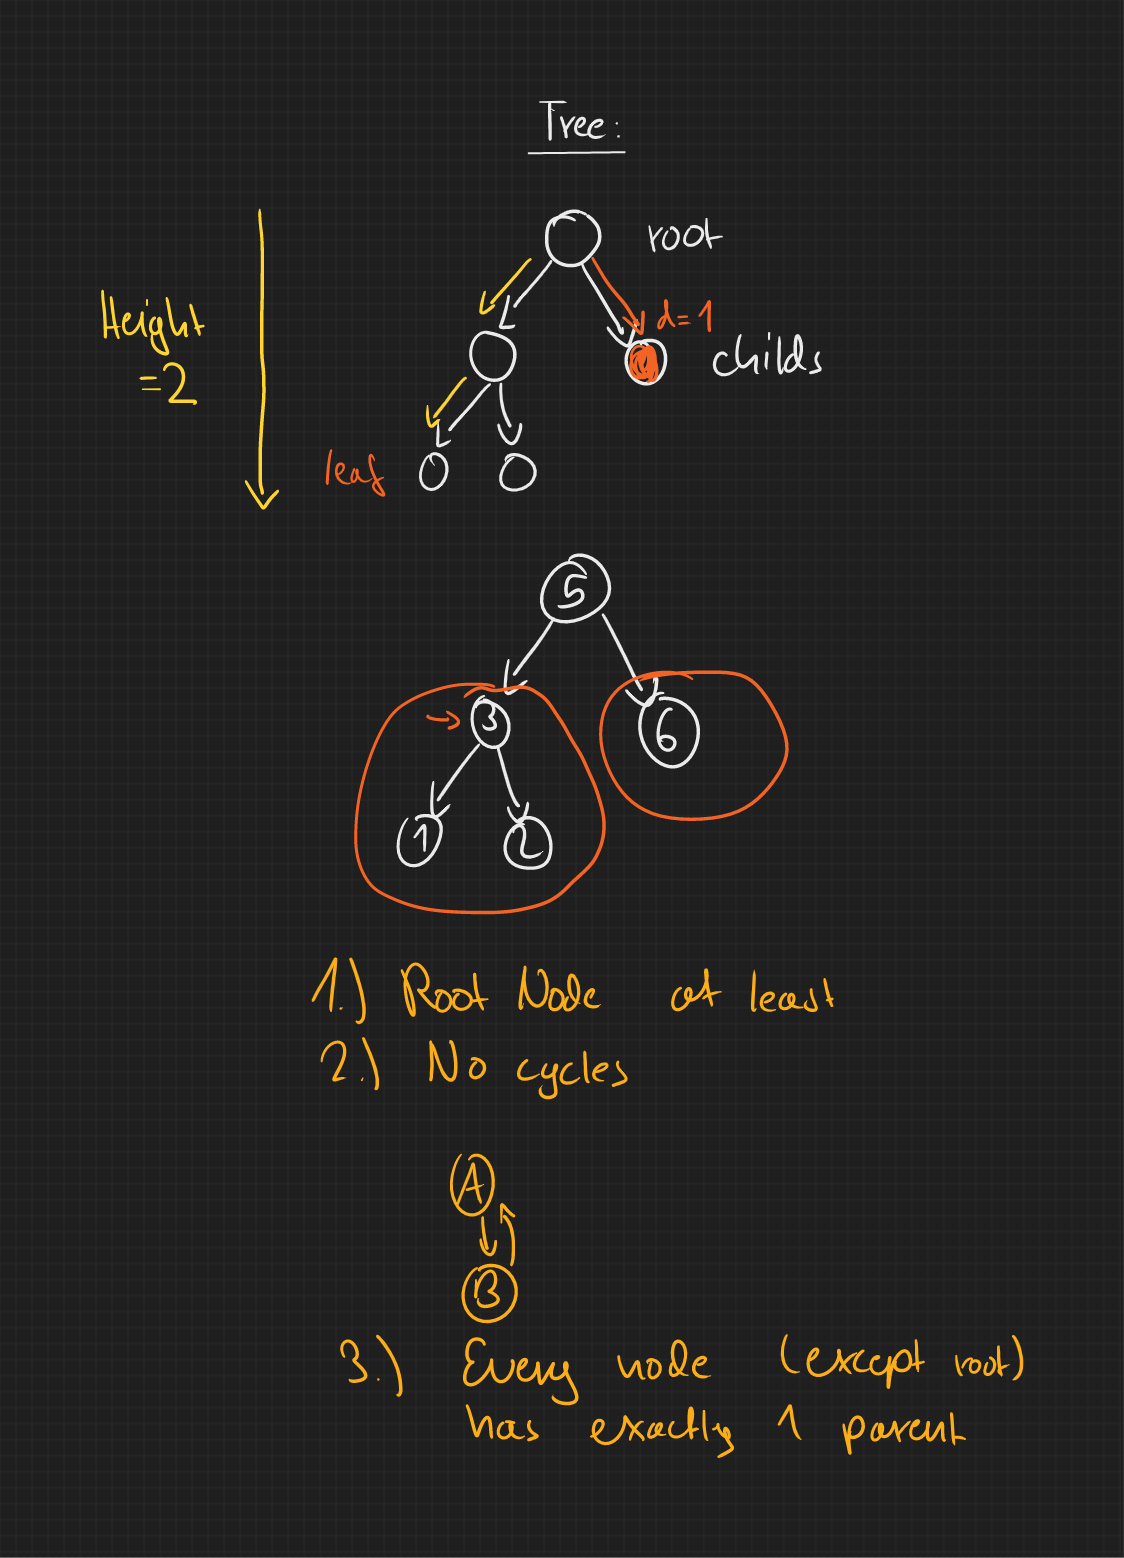 Tree:
root
Height
=2
d=1
childs
leaf
5
3
6
1
2
1.) Root Node at least
2.) No cycles
A
B
3.) Every node (except root)
has exactly 1 parent